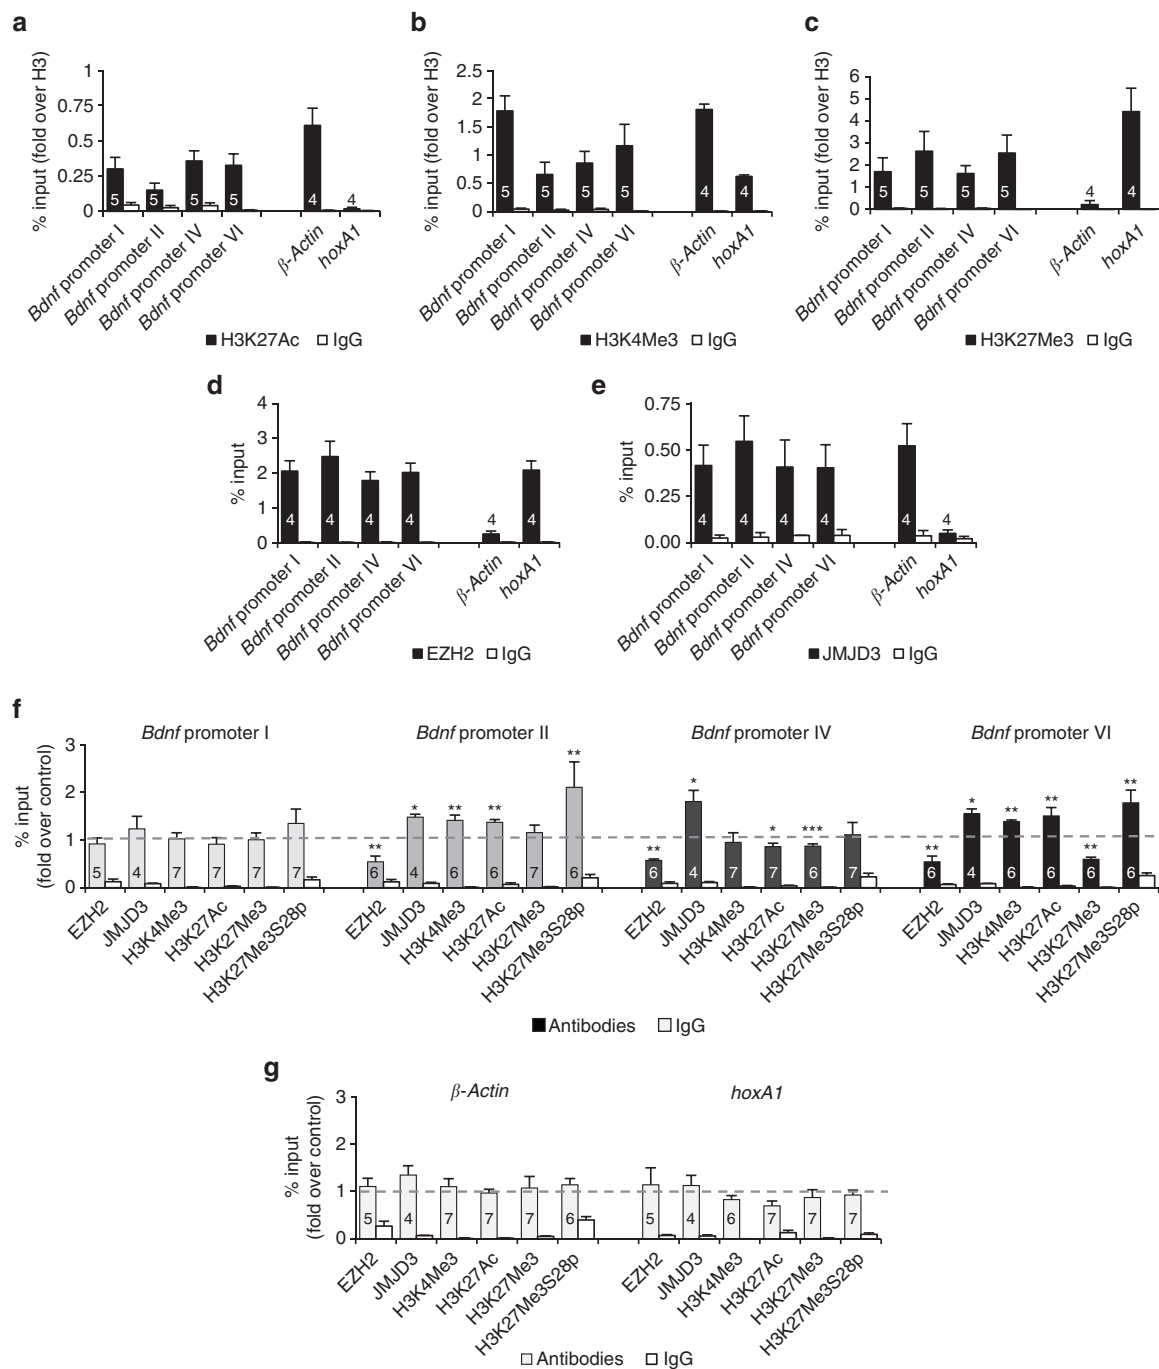 a
% input (fold over H3)
1
0.75
0.5
0.25
0
5
5
5
5
4
4
Bdnf promoter I
Bdnf promoter II
Bdnf promoter IV
Bdnf promoter VI
β-Actin
hoxA1
H3K27Ac IgG
b
% input (fold over H3)
2.5
2
1.5
1
0.5
0
5
5
5
5
4
4
Bdnf promoter I
Bdnf promoter II
Bdnf promoter IV
Bdnf promoter VI
β-Actin
hoxA1
H3K4Me3 IgG
c
% input (fold over H3)
6
5
4
3
2
1
0
5
5
5
5
4
4
Bdnf promoter I
Bdnf promoter II
Bdnf promoter IV
Bdnf promoter VI
β-Actin
hoxA1
H3K27Me3 IgG
d
% input
4
3
2
1
0
4
4
4
4
4
4
Bdnf promoter I
Bdnf promoter II
Bdnf promoter IV
Bdnf promoter VI
β-Actin
hoxA1
EZH2 IgG
e
% input
0.75
0.50
0.25
0.00
4
4
4
4
4
4
Bdnf promoter I
Bdnf promoter II
Bdnf promoter IV
Bdnf promoter VI
β-Actin
hoxA1
JMJD3 IgG
f
% input
(fold over control)
3
2
1
0
Bdnf promoter I
5
4
7
7
7
7
EZH2
JMJD3
H3K4Me3
H3K27Ac
H3K27Me3
H3K27Me3S28p
Bdnf promoter II
**
*
**
**
**
6
4
6
6
7
6
EZH2
JMJD3
H3K4Me3
H3K27Ac
H3K27Me3
H3K27Me3S28p
Bdnf promoter IV
**
*
*
***
6
4
7
6
6
7
EZH2
JMJD3
H3K4Me3
H3K27Ac
H3K27Me3
H3K27Me3S28p
Bdnf promoter VI
**
*
**
**
**
**
6
4
6
6
6
6
EZH2
JMJD3
H3K4Me3
H3K27Ac
H3K27Me3
H3K27Me3S28p
Antibodies IgG
g
% input
(fold over control)
3
2
1
0
β-Actin
5
4
7
7
7
6
EZH2
JMJD3
H3K4Me3
H3K27Ac
H3K27Me3
H3K27Me3S28p
hoxA1
5
4
6
7
7
7
EZH2
JMJD3
H3K4Me3
H3K27Ac
H3K27Me3
H3K27Me3S28p
Antibodies IgG